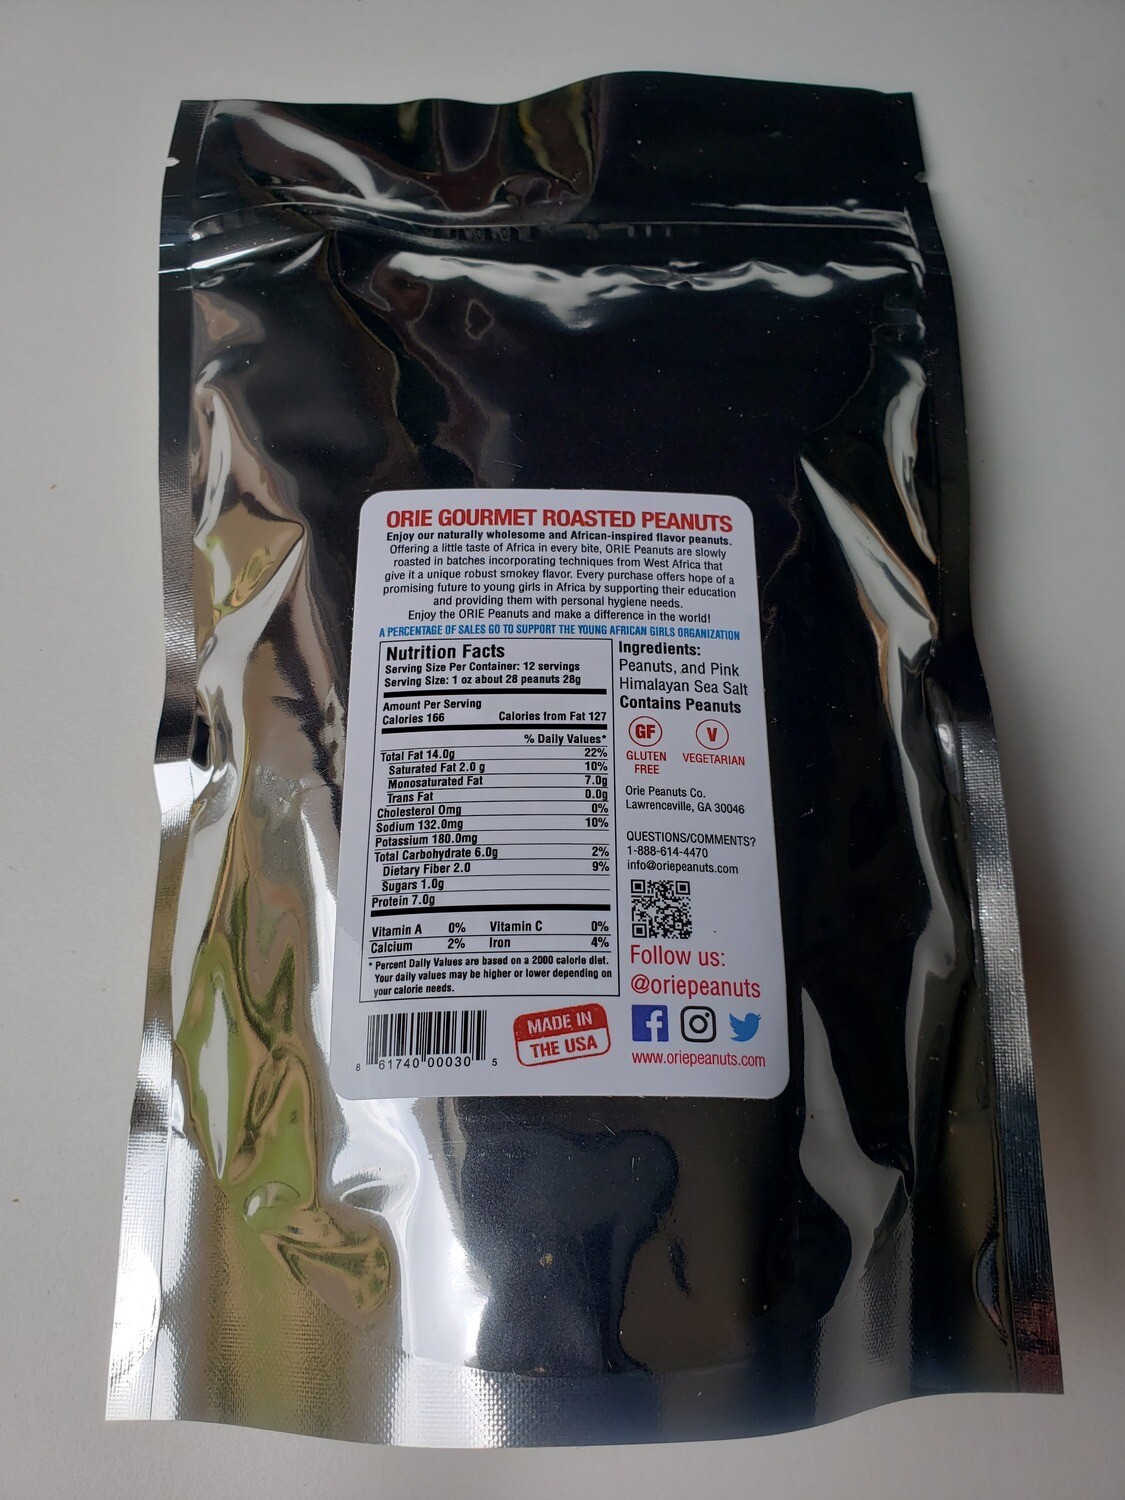 ORIE GOURMET ROASTED PEANUTS
Enjoy our naturally wholesome and African-inspired flavor peanuts.
Offering a little taste of Africa in every bite, ORIE Peanuts are slowly
roasted in batches incorporating techniques from West Africa that
give it a unique robust smokey flavor. Every purchase offers hope of a
promising future to young girls in Africa by supporting their education
and providing them with personal hygiene needs.
Enjoy the ORIE Peanuts and make a difference in the world!
A PERCENTAGE OF SALES GO TO SUPPORT THE YOUNG AFRICAN GIRLS ORGANIZATION
Nutrition Facts
Serving Size Per Container: 12 servings
Serving Size: 1 oz about 28 peanuts 28g
Amount Per Serving
Calories 166 Calories from Fat 127
% Daily Values*
Total Fat 14.0g 22%
Saturated Fat 2.0 g 10%
Monosaturated Fat 7.0g
Trans Fat 0.0g
Cholesterol 0mg 0%
Sodium 132.0mg 10%
Potassium 180.0mg
Total Carbohydrate 6.0g 2%
Dietary Fiber 2.0 9%
Sugars 1.0g
Protein 7.0g
Vitamin A 0% Vitamin C 0%
Calcium 2% Iron 4%
* Percent Daily Values are based on a 2000 calorie diet.
Your daily values may be higher or lower depending on
your calorie needs.
Ingredients:
Peanuts, and Pink
Himalayan Sea Salt
Contains Peanuts
GF V
GLUTEN FREE
VEGETARIAN
Orie Peanuts Co.
Lawrenceville, GA 30046
QUESTIONS/COMMENTS?
1-888-614-4470
info@oriepeanuts.com
Follow us:
@oriepeanuts
www.oriepeanuts.com
8 61740 00030 5
MADE IN
THE USA